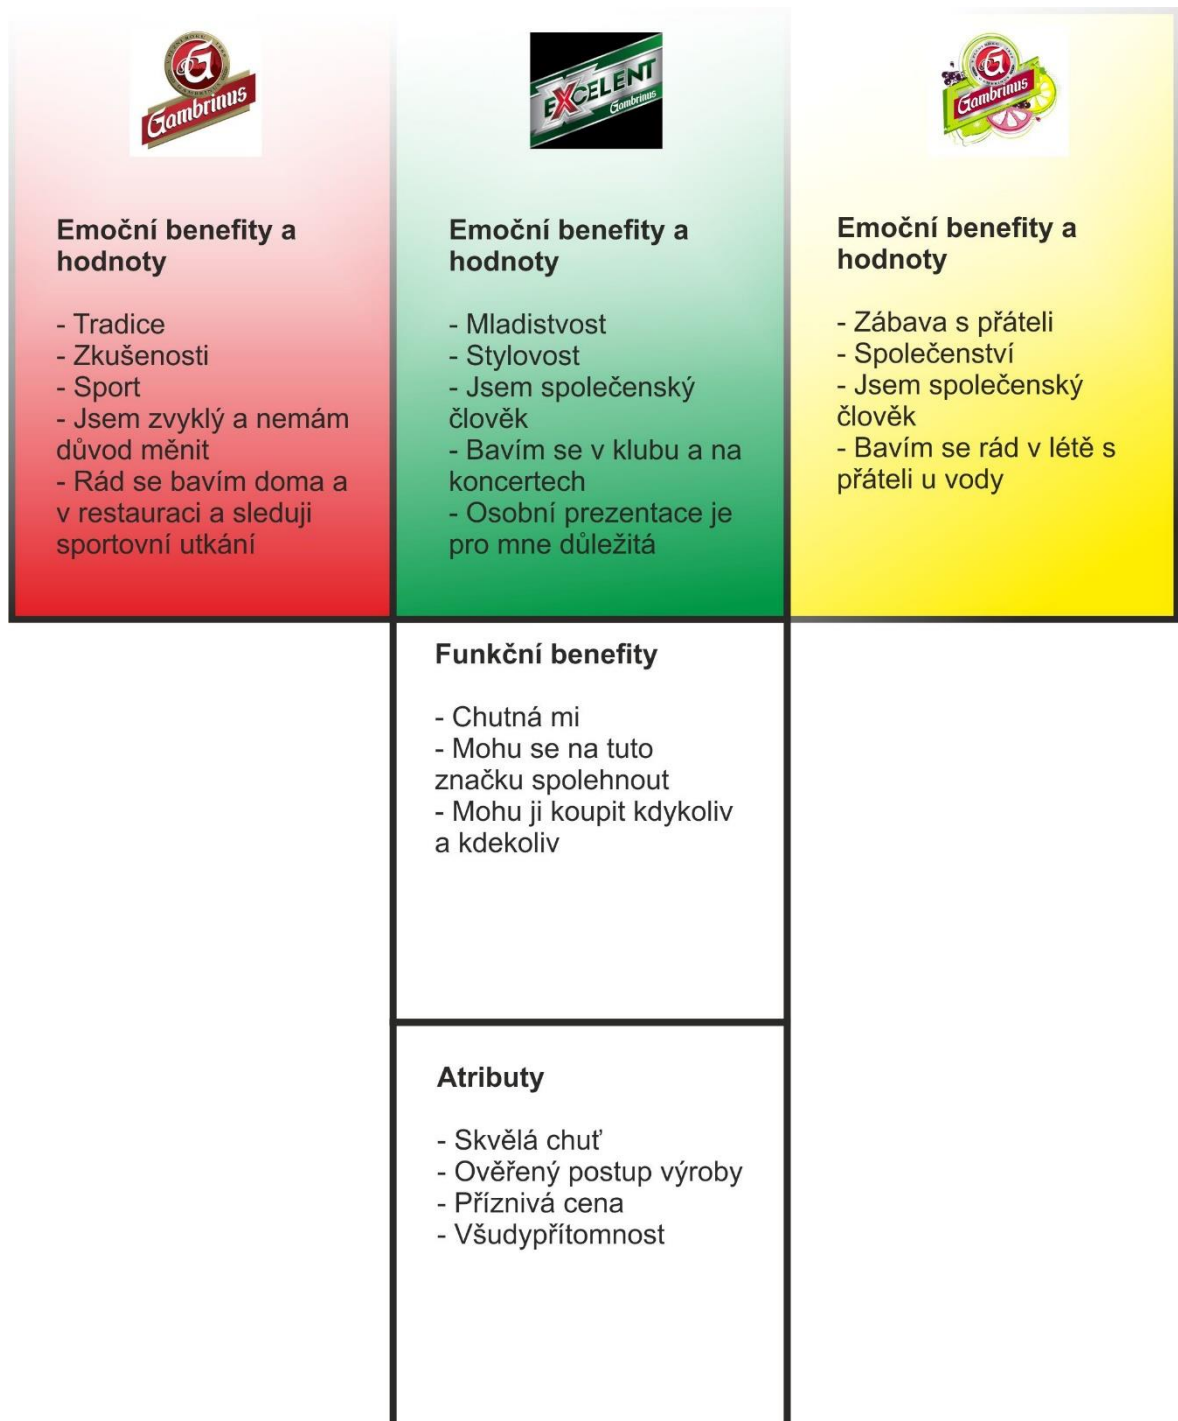 G
Gambrinus
EXCELENT
Gambrinus
G
Gambrinus
Emoční benefity a
hodnoty
- Tradice
- Zkušenosti
- Sport
- Jsem zvyklý a nemám
důvod měnit
- Rád se bavím doma a
v restauraci a sleduji
sportovní utkání
Emoční benefity a
hodnoty
- Mladistvost
- Stylovost
- Jsem společenský
člověk
- Bavím se v klubu a na
koncertech
- Osobní prezentace je
pro mne důležitá
Emoční benefity a
hodnoty
- Zábava s přáteli
- Společenství
- Jsem společenský
člověk
- Bavím se rád v létě s
přáteli u vody
Funkční benefity
- Chutná mi
- Mohu se na tuto
značku spolehnout
- Mohu ji koupit kdykoliv
a kdekoliv
Atributy
- Skvělá chuť
- Ověřený postup výroby
- Příznivá cena
- Všudypřítomnost